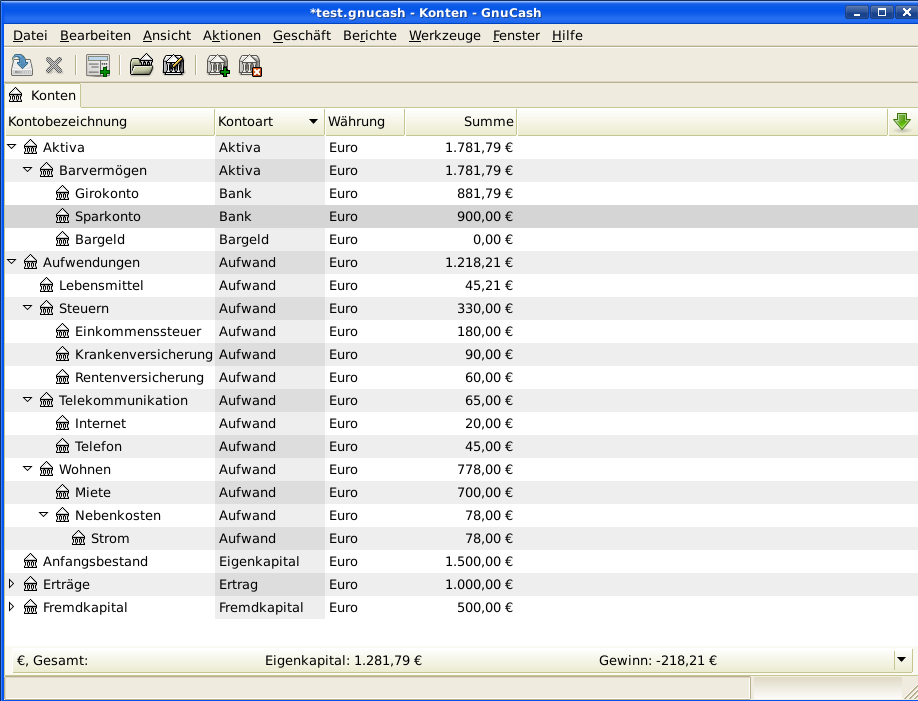 *test.gnucash - Konten - GnuCash
Datei Bearbeiten Ansicht Aktionen Geschäft Berichte Werkzeuge Fenster Hilfe
Konten
Kontobezeichnung Kontoart Währung Summe
Aktiva Aktiva Euro 1.781,79 €
Barvermögen Aktiva Euro 1.781,79 €
Girokonto Bank Euro 881,79 €
Sparkonto Bank Euro 900,00 €
Bargeld Bargeld Euro 0,00 €
Aufwendungen Aufwand Euro 1.218,21 €
Lebensmittel Aufwand Euro 45,21 €
Steuern Aufwand Euro 330,00 €
Einkommenssteuer Aufwand Euro 180,00 €
Krankenversicherung Aufwand Euro 90,00 €
Rentenversicherung Aufwand Euro 60,00 €
Telekommunikation Aufwand Euro 65,00 €
Internet Aufwand Euro 20,00 €
Telefon Aufwand Euro 45,00 €
Wohnen Aufwand Euro 778,00 €
Miete Aufwand Euro 700,00 €
Nebenkosten Aufwand Euro 78,00 €
Strom Aufwand Euro 78,00 €
Anfangsbestand Eigenkapital Euro 1.500,00 €
Erträge Ertrag Euro 1.000,00 €
Fremdkapital Fremdkapital Euro 500,00 €
€, Gesamt: Eigenkapital: 1.281,79 € Gewinn: -218,21 €